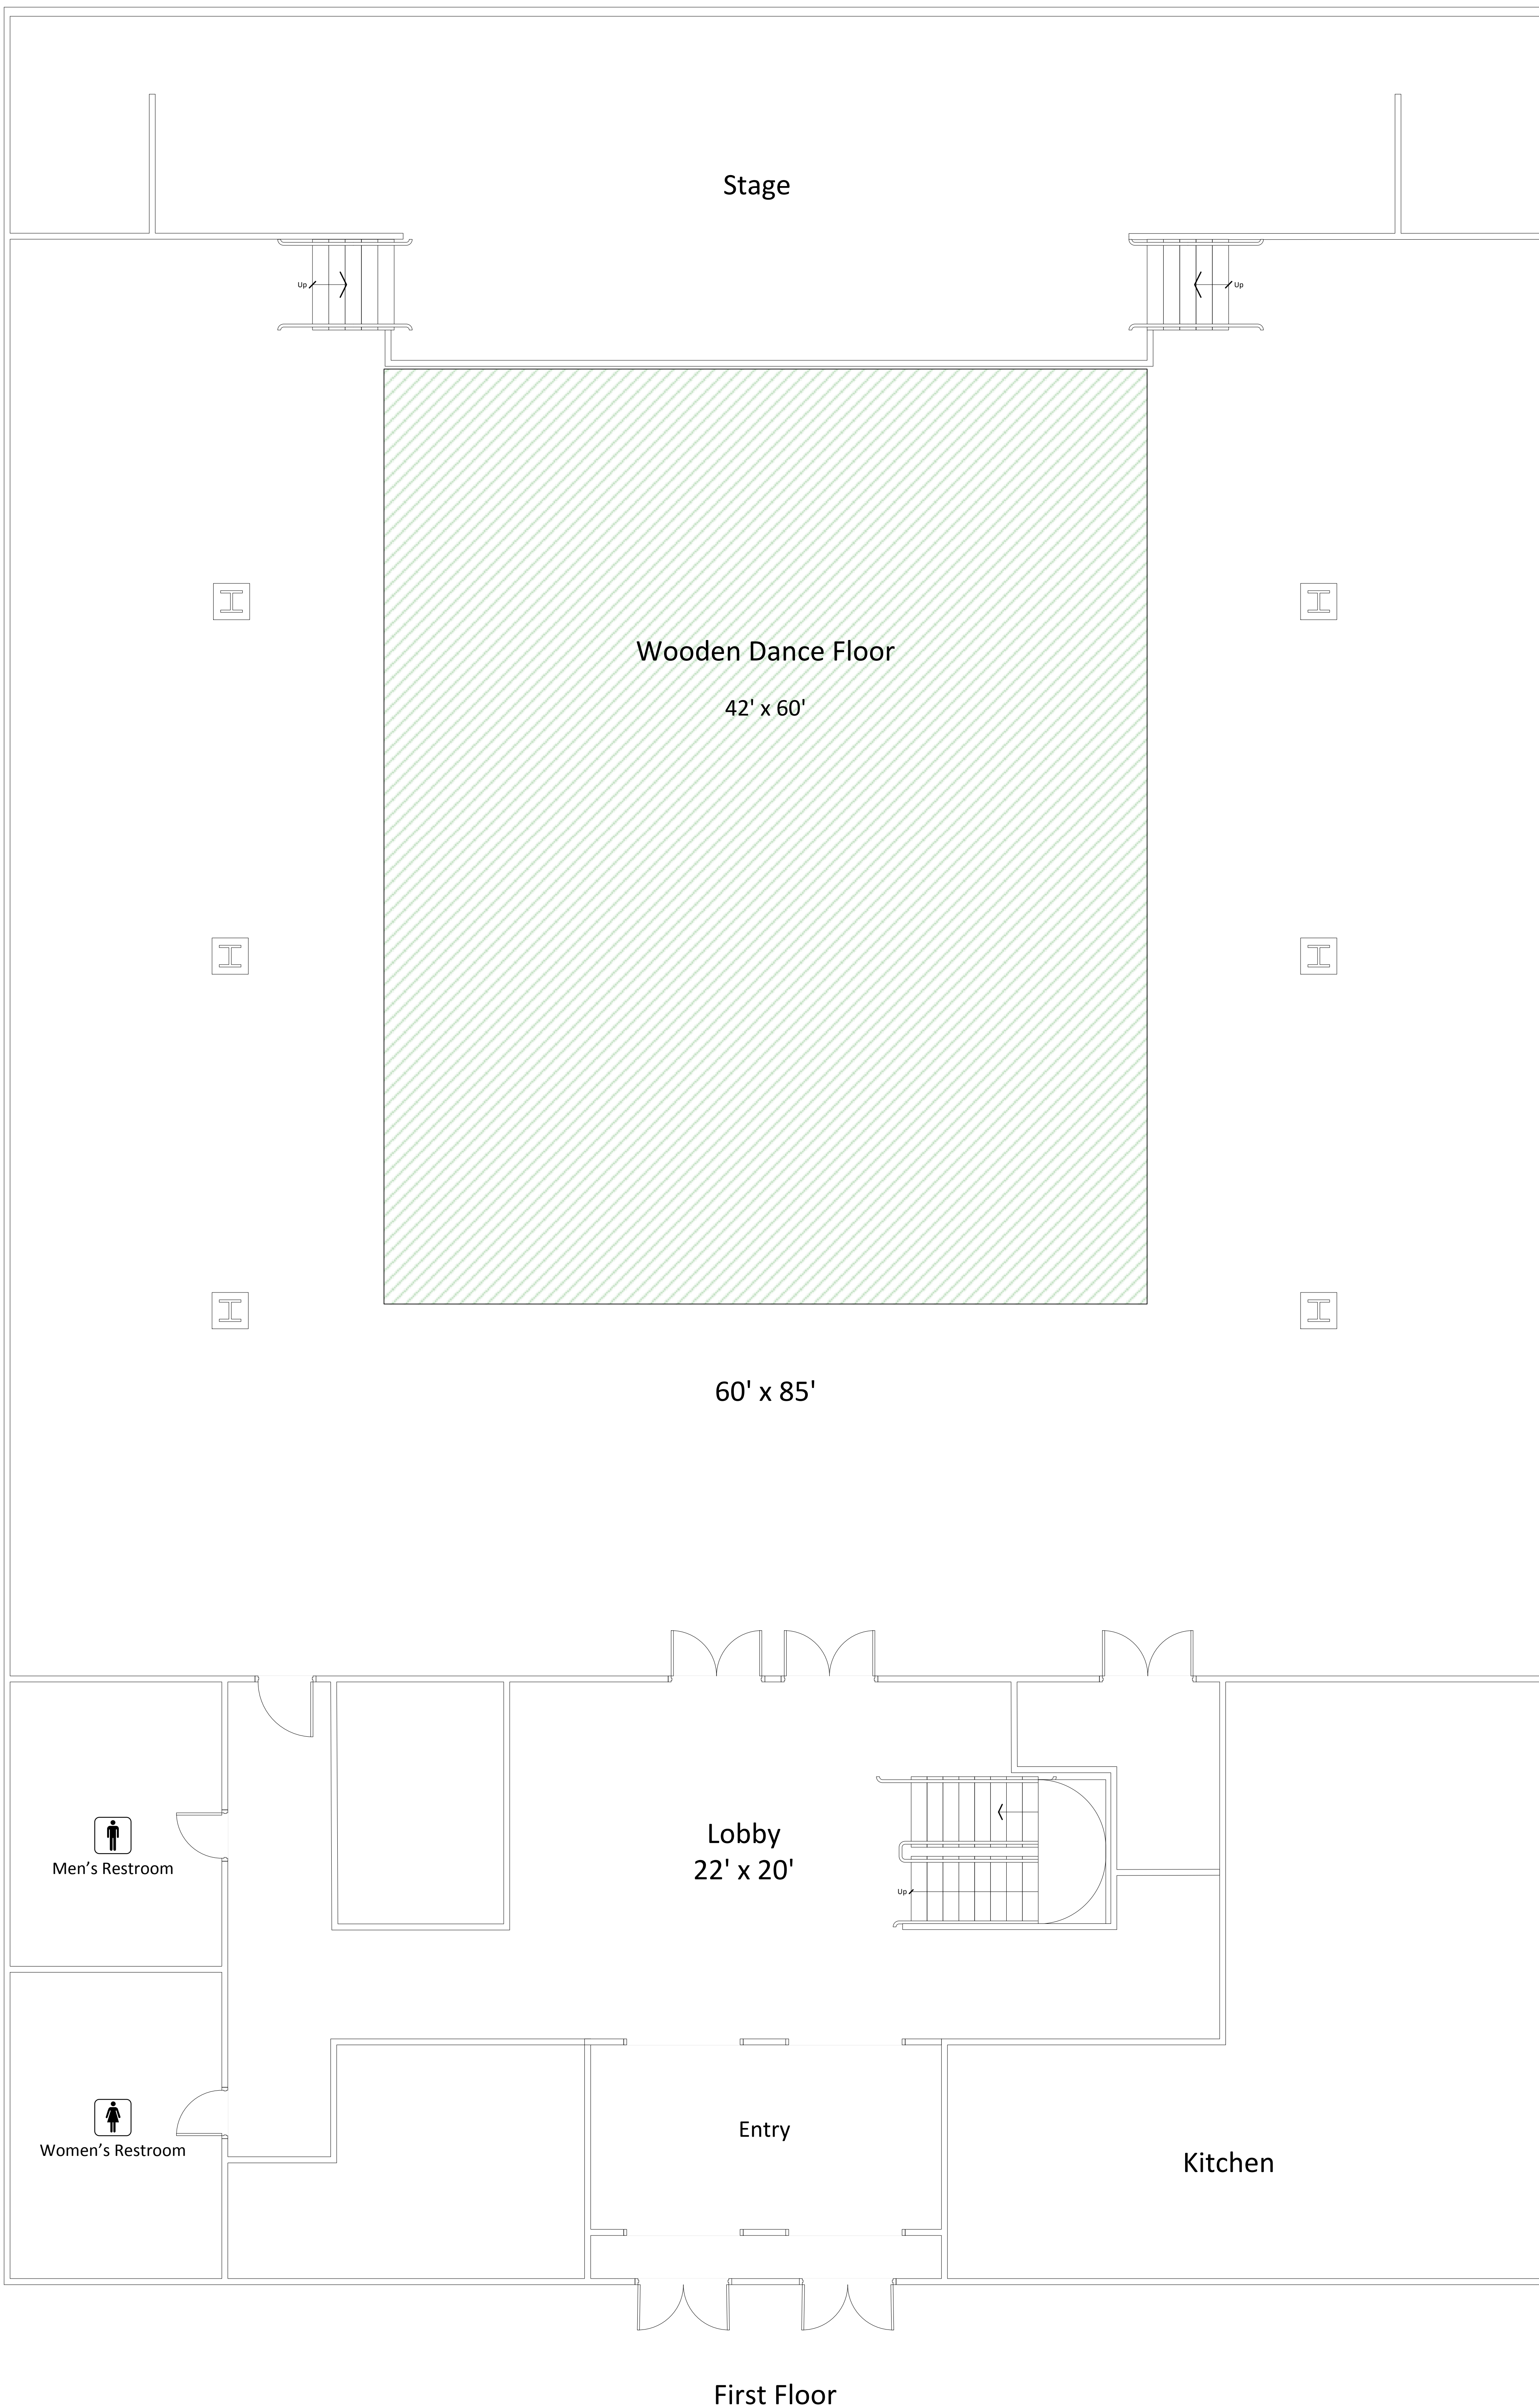 Stage
Up
Up
Wooden Dance Floor
42' x 60'
60' x 85'
Lobby
22' x 20'
Men’s Restroom
Up
Entry
Women’s Restroom
Kitchen
First Floor